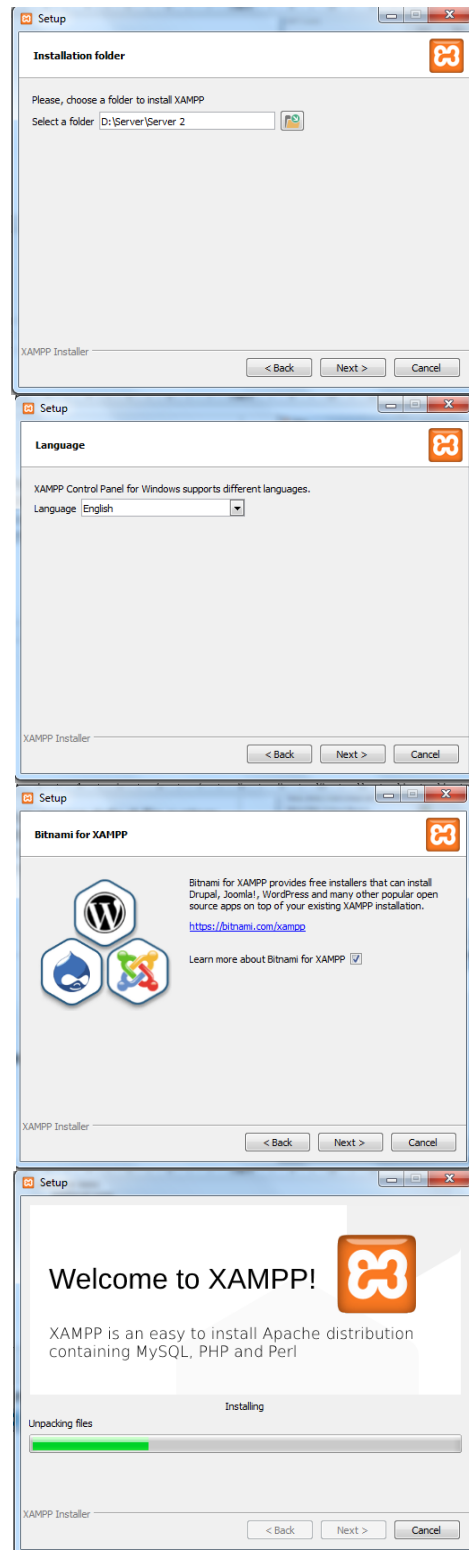 Setup
Installation folder
Please, choose a folder to install XAMPP
Select a folder D:\Server\Server 2
XAMPP Installer
< Back Next > Cancel
Setup
Language
XAMPP Control Panel for Windows supports different languages.
Language English
XAMPP Installer
< Back Next > Cancel
Setup
Bitnami for XAMPP
Bitnami for XAMPP provides free installers that can install
Drupal, Joomla!, WordPress and many other popular open
source apps on top of your existing XAMPP installation.
https://bitnami.com/xampp
Learn more about Bitnami for XAMPP
XAMPP Installer
< Back Next > Cancel
Setup
Welcome to XAMPP!
XAMPP is an easy to install Apache distribution
containing MySQL, PHP and Perl
Installing
Unpacking files
XAMPP Installer
< Back Next > Cancel